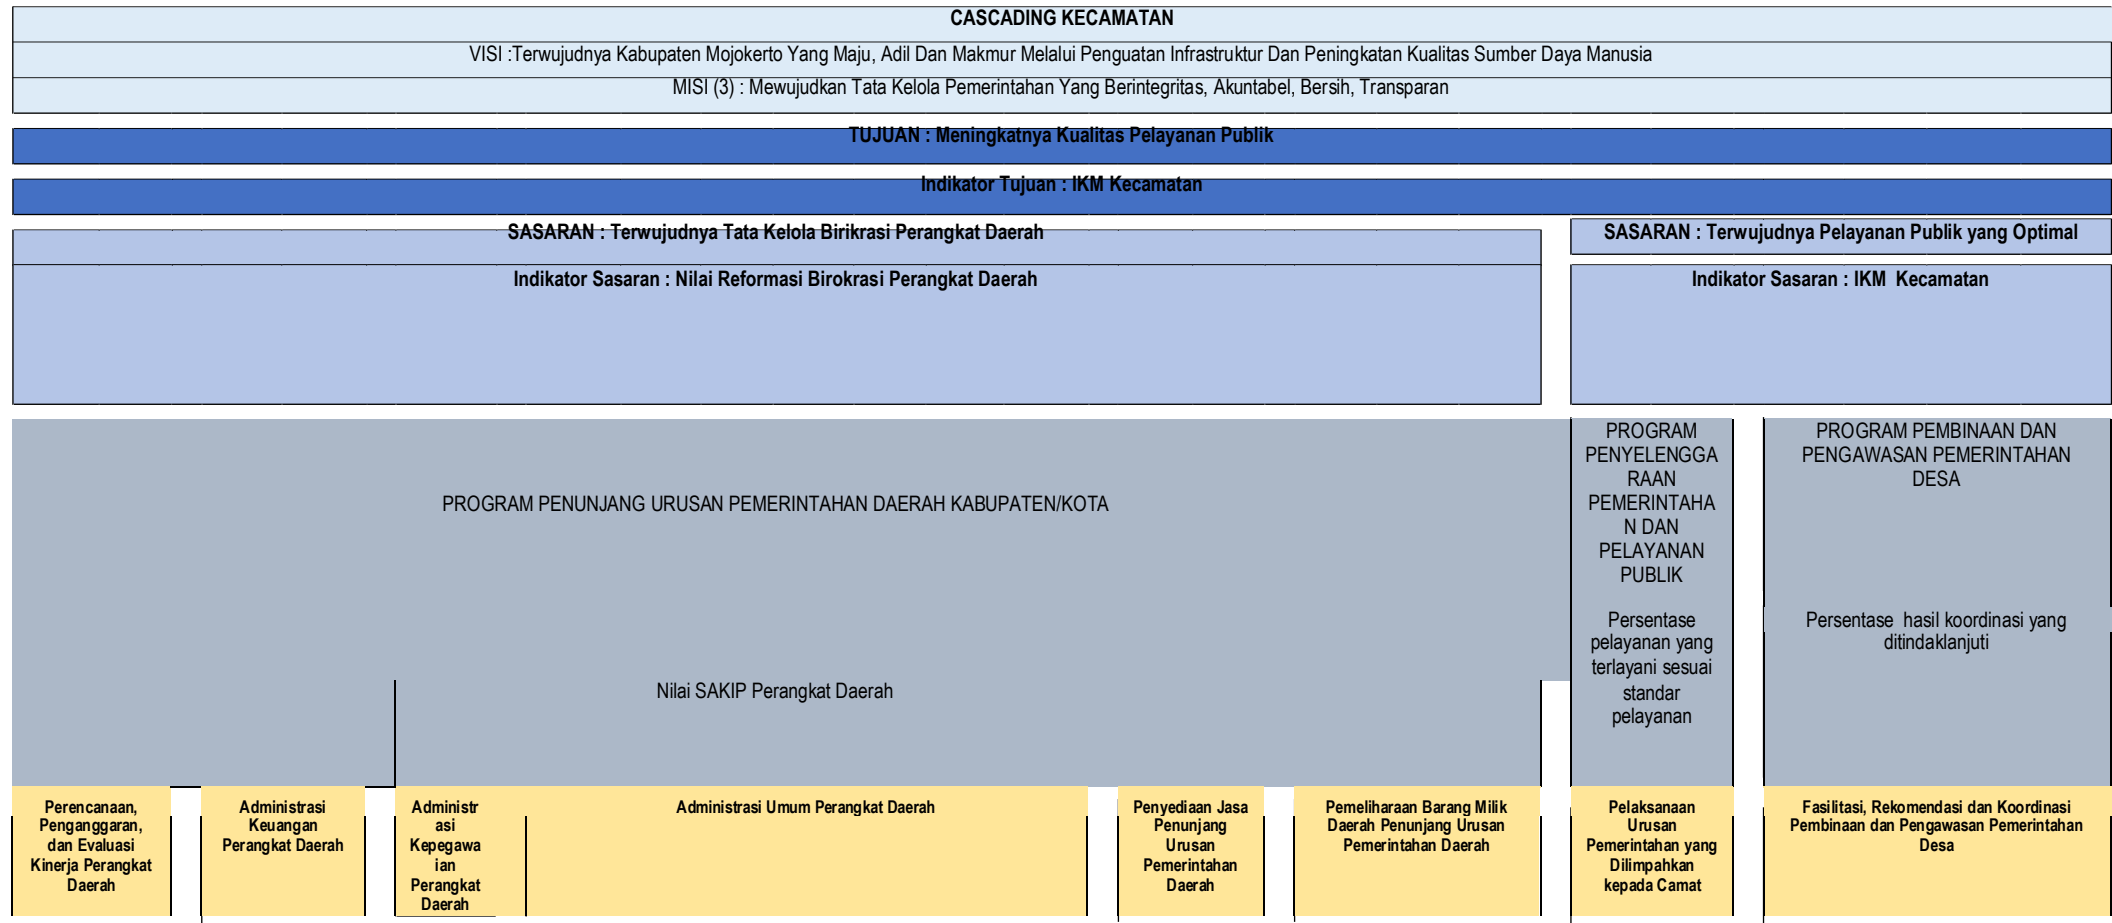 CASCADING KECAMATAN
VISI :Terwujudnya Kabupaten Mojokerto Yang Maju, Adil Dan Makmur Melalui Penguatan Infrastruktur Dan Peningkatan Kualitas Sumber Daya Manusia
MISI (3) : Mewujudkan Tata Kelola Pemerintahan Yang Berintegritas, Akuntabel, Bersih, Transparan
TUJUAN : Meningkatnya Kualitas Pelayanan Publik
Indikator Tujuan : IKM Kecamatan
SASARAN : Terwujudnya Tata Kelola Birikrasi Perangkat Daerah
Indikator Sasaran : Nilai Reformasi Birokrasi Perangkat Daerah
SASARAN : Terwujudnya Pelayanan Publik yang Optimal
Indikator Sasaran : IKM  Kecamatan
PROGRAM PENUNJANG URUSAN PEMERINTAHAN DAERAH KABUPATEN/KOTA
Nilai SAKIP Perangkat Daerah
PROGRAM
PENYELENGGA
RAAN
PEMERINTAHA
N DAN
PELAYANAN
PUBLIK
Persentase
pelayanan yang
terlayani sesuai
standar
pelayanan
PROGRAM PEMBINAAN DAN
PENGAWASAN PEMERINTAHAN
DESA
Persentase  hasil koordinasi yang
ditindaklanjuti
Perencanaan,
Penganggaran,
dan Evaluasi
Kinerja Perangkat
Daerah
Administrasi
Keuangan
Perangkat Daerah
Administr
asi
Kepegawa
ian
Perangkat
Daerah
Administrasi Umum Perangkat Daerah
Penyediaan Jasa
Penunjang
Urusan
Pemerintahan
Daerah
Pemeliharaan Barang Milik
Daerah Penunjang Urusan
Pemerintahan Daerah
Pelaksanaan
Urusan
Pemerintahan yang
Dilimpahkan
kepada Camat
Fasilitasi, Rekomendasi dan Koordinasi
Pembinaan dan Pengawasan Pemerintahan
Desa